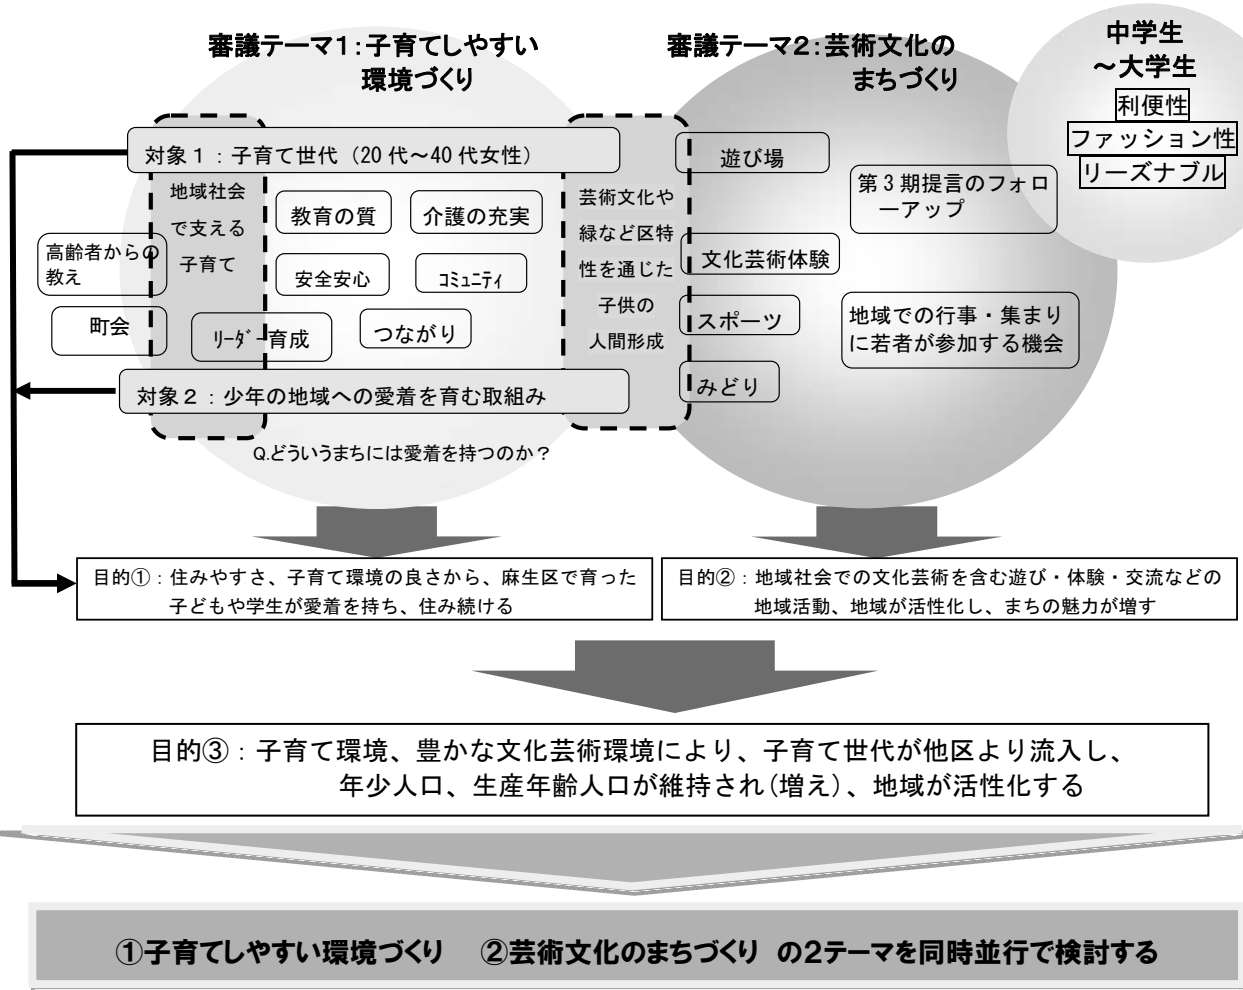 審議テーマ1:子育てしやすい
環境づくり
審議テーマ2:芸術文化の
まちづくり
中学生
～大学生
利便性
ファッション性
リーズナブル
対象1:子育て世代(20代～40代女性)
地域社会
で支える
子育て
教育の質
介護の充実
高齢者からの
教え
安全安心
コミュニティ
町会
リーダー育成
つながり
芸術文化や
緑など区特
性を通じた
子供の
人間形成
遊び場
第3期提言のフォロ
ーアップ
文化芸術体験
スポーツ
地域での行事・集まり
に若者が参加する機会
みどり
対象2:少年の地域への愛着を育む取組み
Q.どういうまちには愛着を持つのか?
目的①:住みやすさ、子育て環境の良さから、麻生区で育った
子どもや学生が愛着を持ち、住み続ける
目的②:地域社会での文化芸術を含む遊び・体験・交流などの
地域活動、地域が活性化し、まちの魅力が増す
目的③:子育て環境、豊かな文化芸術環境により、子育て世代が他区より流入し、
年少人口、生産年齢人口が維持され(増え)、地域が活性化する
①子育てしやすい環境づくり ②芸術文化のまちづくり の2テーマを同時並行で検討する